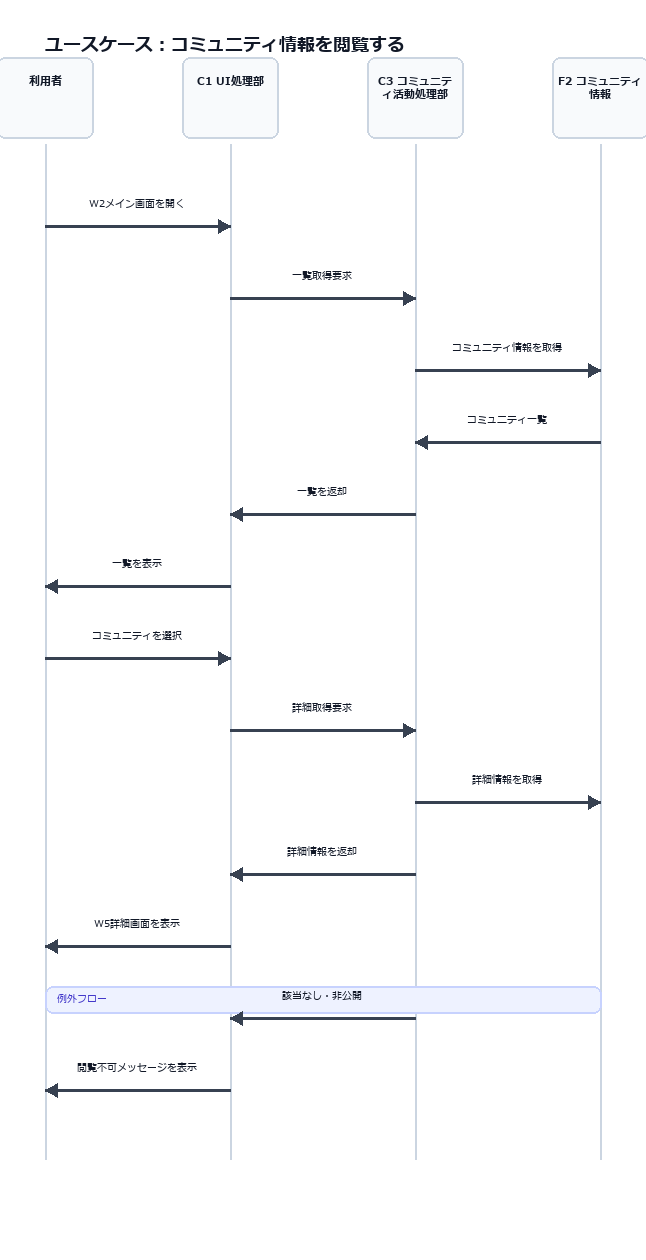 ユースケース：コミュニティ情報を閲覧する
利用者
C1 UI処理部
C3 コミュニテ
ィ活動処理部
F2 コミュニティ
情報
W2メイン画面を開く
一覧取得要求
コミュニティ情報を取得
コミュニティ一覧
一覧を返却
一覧を表示
コミュニティを選択
詳細取得要求
詳細情報を取得
詳細情報を返却
W5詳細画面を表示
例外フロー
該当なし・非公開
閲覧不可メッセージを表示